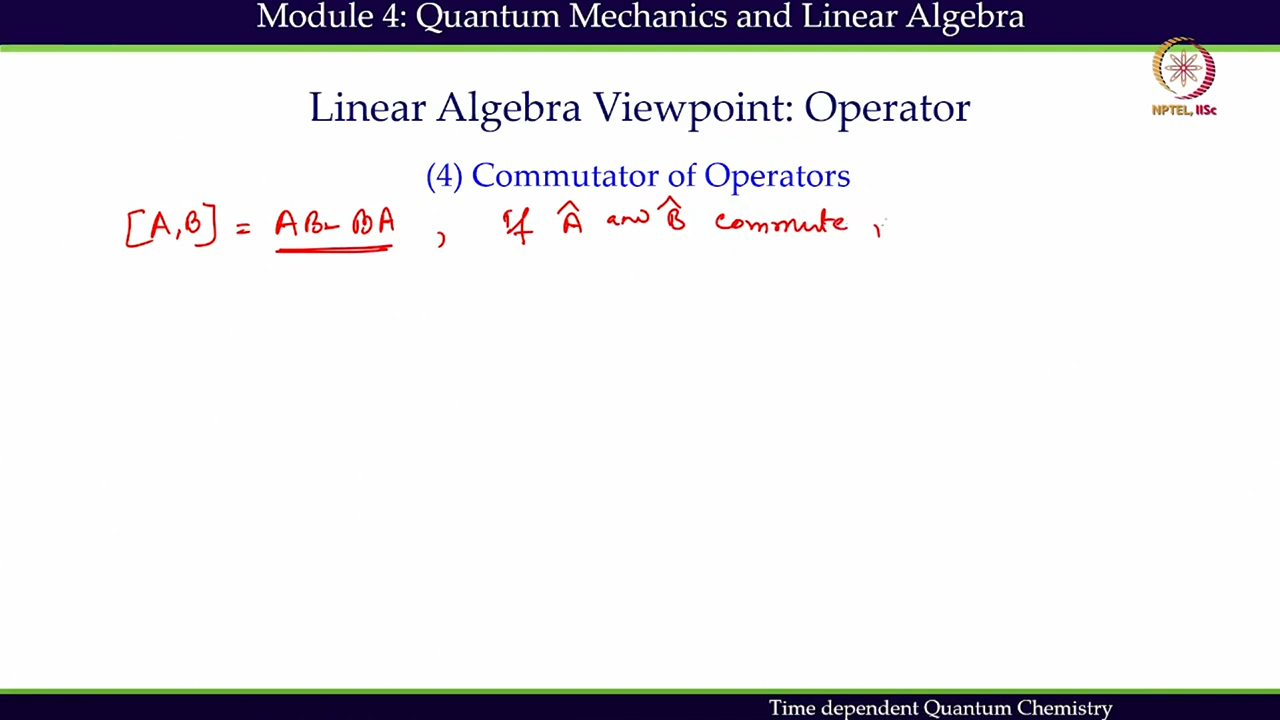 Module 4: Quantum Mechanics and Linear Algebra
NPTEL, IISc
Linear Algebra Viewpoint: Operator
(4) Commutator of Operators
[A,B] = AB - BA , If Â and B̂ commute ,
Time dependent Quantum Chemistry